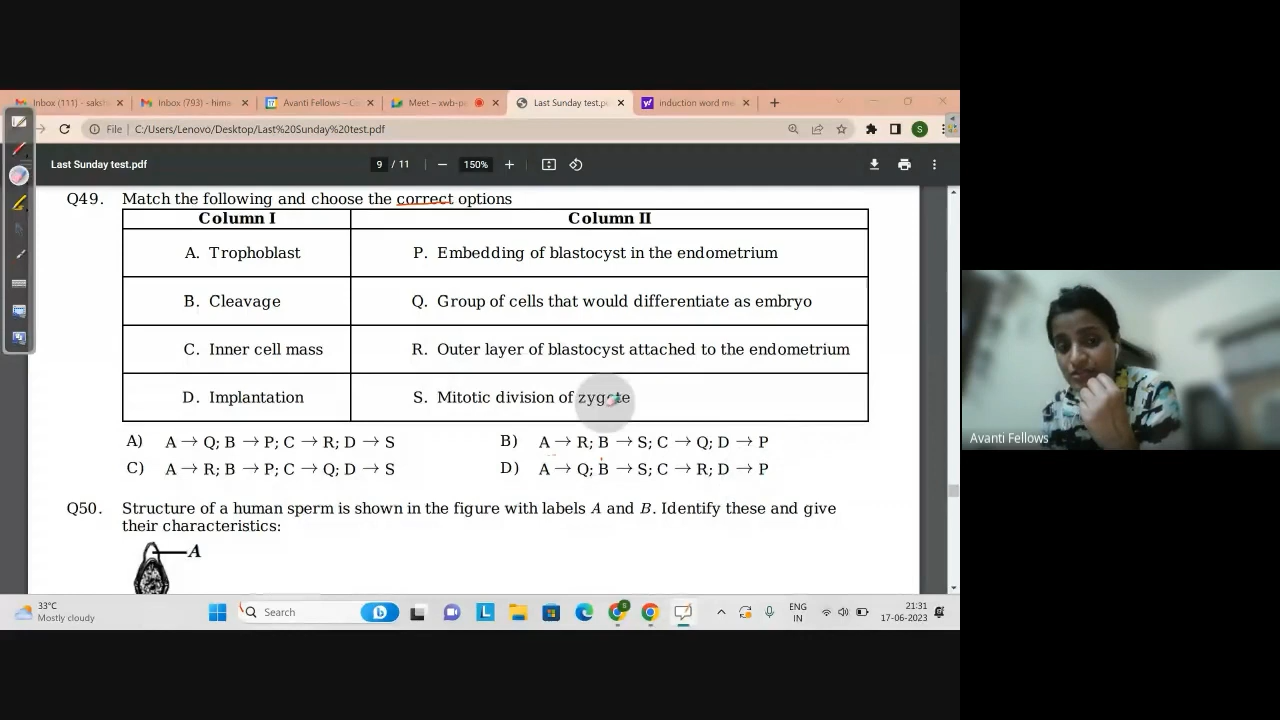 Inbox (111) - saksh
Inbox (793) - hima
Avanti Fellows – C
Meet – xwb-p
Last Sunday test.p
induction word m
File
C:/Users/Lenovo/Desktop/Last%20Sunday%20test.pdf
S
Last Sunday test.pdf
9 / 11
150%
Q49. Match the following and choose the correct options
Column I Column II
A. Trophoblast P. Embedding of blastocyst in the endometrium
B. Cleavage Q. Group of cells that would differentiate as embryo
C. Inner cell mass R. Outer layer of blastocyst attached to the endometrium
D. Implantation S. Mitotic division of zygote
A) A → Q; B → P; C → R; D → S B) A → R; B → S; C → Q; D → P
C) A → R; B → P; C → Q; D → S D) A → Q; B → S; C → R; D → P
Q50. Structure of a human sperm is shown in the figure with labels A and B. Identify these and give
their characteristics:
A
Avanti Fellows
33°C
Mostly cloudy
Search
ENG
IN
21:31
17-06-2023